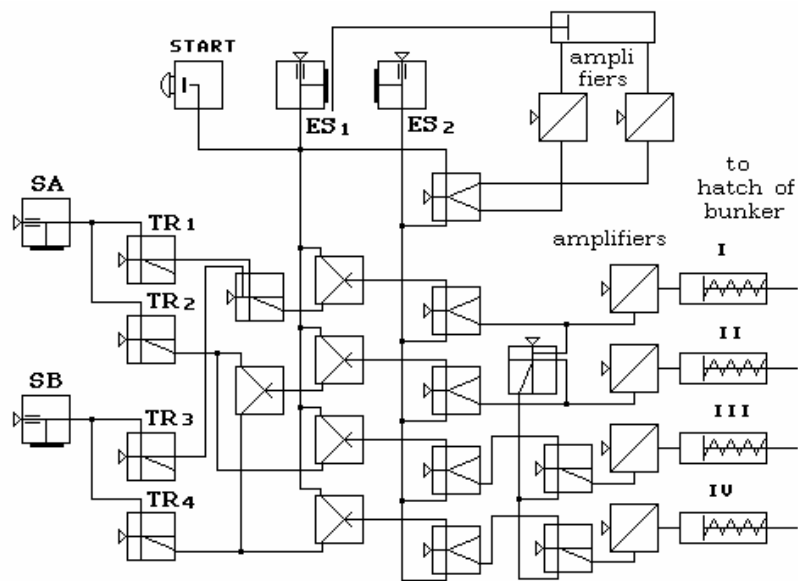 START
ampli
fiers
ES1
ES2
to
hatch of
bunker
SA
TR1
amplifiers
I
TR2
II
SB
TR3
III
TR4
IV